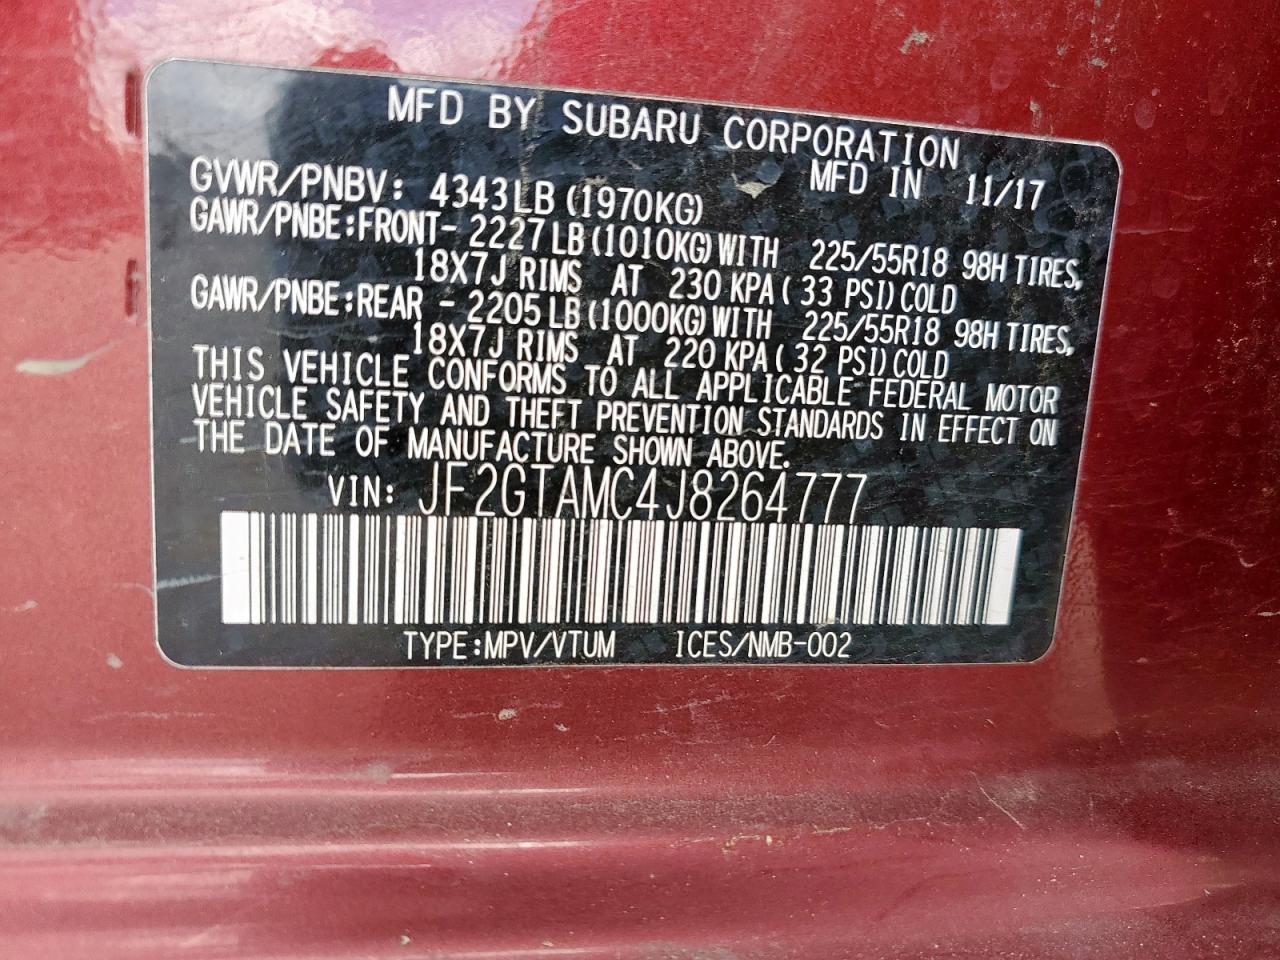 MFD BY SUBARU CORPORATION
MFD IN 11/17
GVWR/PNBV: 4343LB (1970KG)
GAWR/PNBE:FRONT- 2227LB(1010KG)WITH 225/55R18 98H TIRES,
18X7J RIMS AT 230 KPA( 33 PSI)COLD
GAWR/PNBE:REAR - 2205LB(1000KG)WITH 225/55R18 98H TIRES,
18X7J RIMS AT 220 KPA( 32 PSI)COLD
THIS VEHICLE CONFORMS TO ALL APPLICABLE FEDERAL MOTOR
VEHICLE SAFETY AND THEFT PREVENTION STANDARDS IN EFFECT ON
THE DATE OF MANUFACTURE SHOWN ABOVE.
VIN: JF2GTAMC4J8264777
TYPE:MPV/VTUM ICES/NMB-002